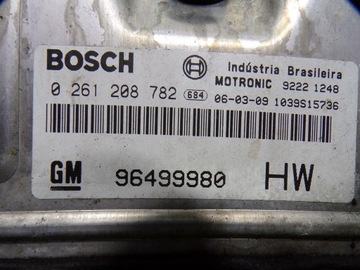 BOSCH Indústria Brasileira
MOTRONIC 9222 1248
0 261 208 782 684 06-03-09 1039S15736
GM 96499980 HW